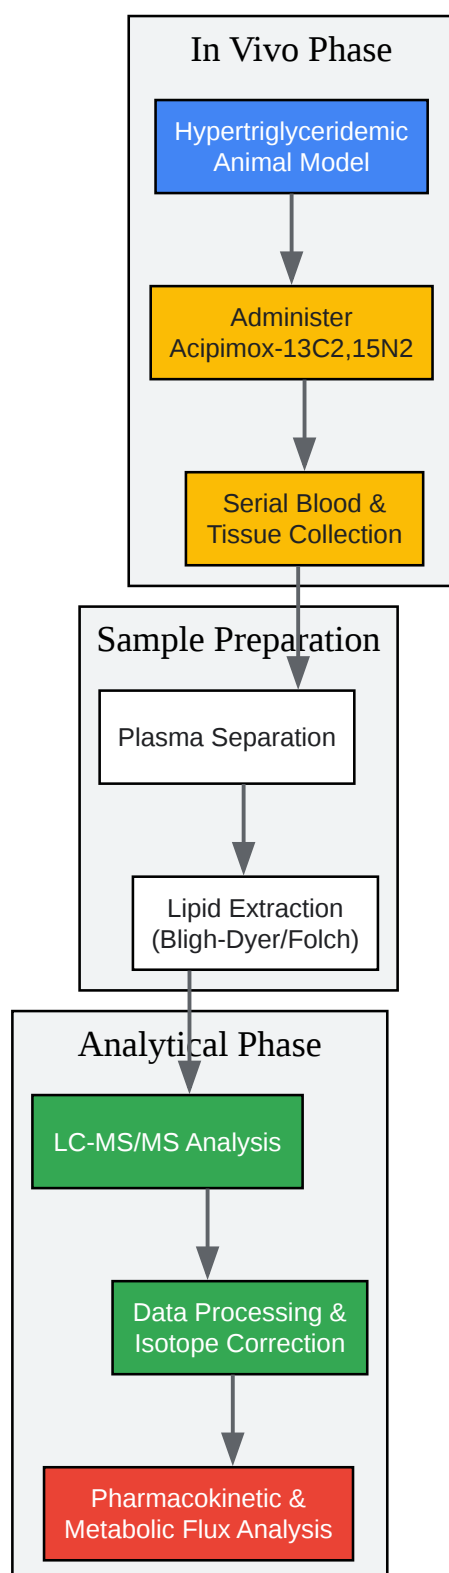 In Vivo Phase
Hypertriglyceridemic
Animal Model
Administer
Acipimox-13C2,15N2
Serial Blood &
Tissue Collection
Sample Preparation
Plasma Separation
Lipid Extraction
(Bligh-Dyer/Folch)
Analytical Phase
LC-MS/MS Analysis
Data Processing &
Isotope Correction
Pharmacokinetic &
Metabolic Flux Analysis